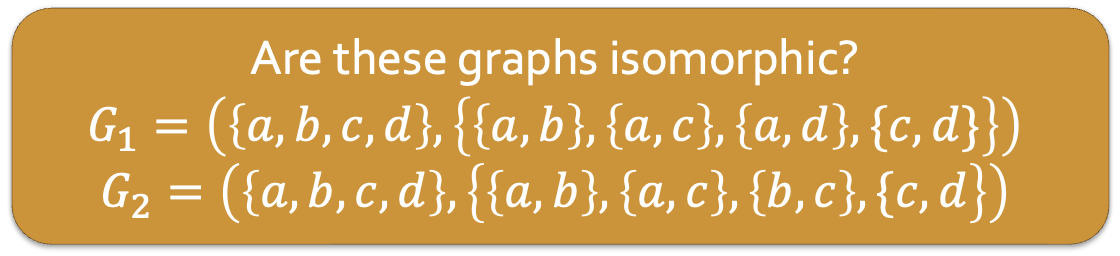 Are these graphs isomorphic?
G₁ = ({a, b, c, d}, {{a, b}, {a, c}, {a, d}, {c, d}})
G₂ = ({a, b, c, d}, {{a, b}, {a, c}, {b, c}, {c, d})